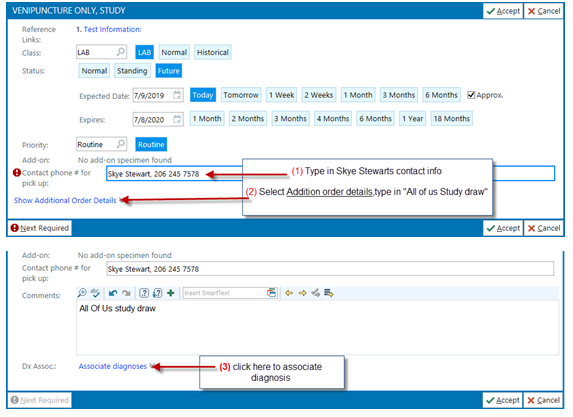 VENIPUNCTURE ONLY, STUDY
Accept Cancel
Reference Links: 1. Test Information:
Class: LAB LAB Normal Historical
Status: Normal Standing Future
Expected Date: 7/9/2019 Today Tomorrow 1 Week 2 Weeks 1 Month 3 Months 6 Months Approx.
Expires: 7/8/2020 1 Month 2 Months 3 Months 4 Months 6 Months 1 Year 18 Months
Priority: Routine Routine
Add-on: No add-on specimen found
Contact phone # for pick up: Skye Stewart, 206 245 7578
(1) Type in Skye Stewarts contact info
(2) Select Addition order details,type in "All of us Study draw"
Show Additional Order Details
Next Required Accept Cancel
Add-on: No add-on specimen found
Contact phone # for pick up: Skye Stewart, 206 245 7578
Comments: Insert SmartText
All Of Us study draw
Dx Assoc.: Associate diagnoses
(3) click here to associate
diagnosis
Next Required Accept Cancel